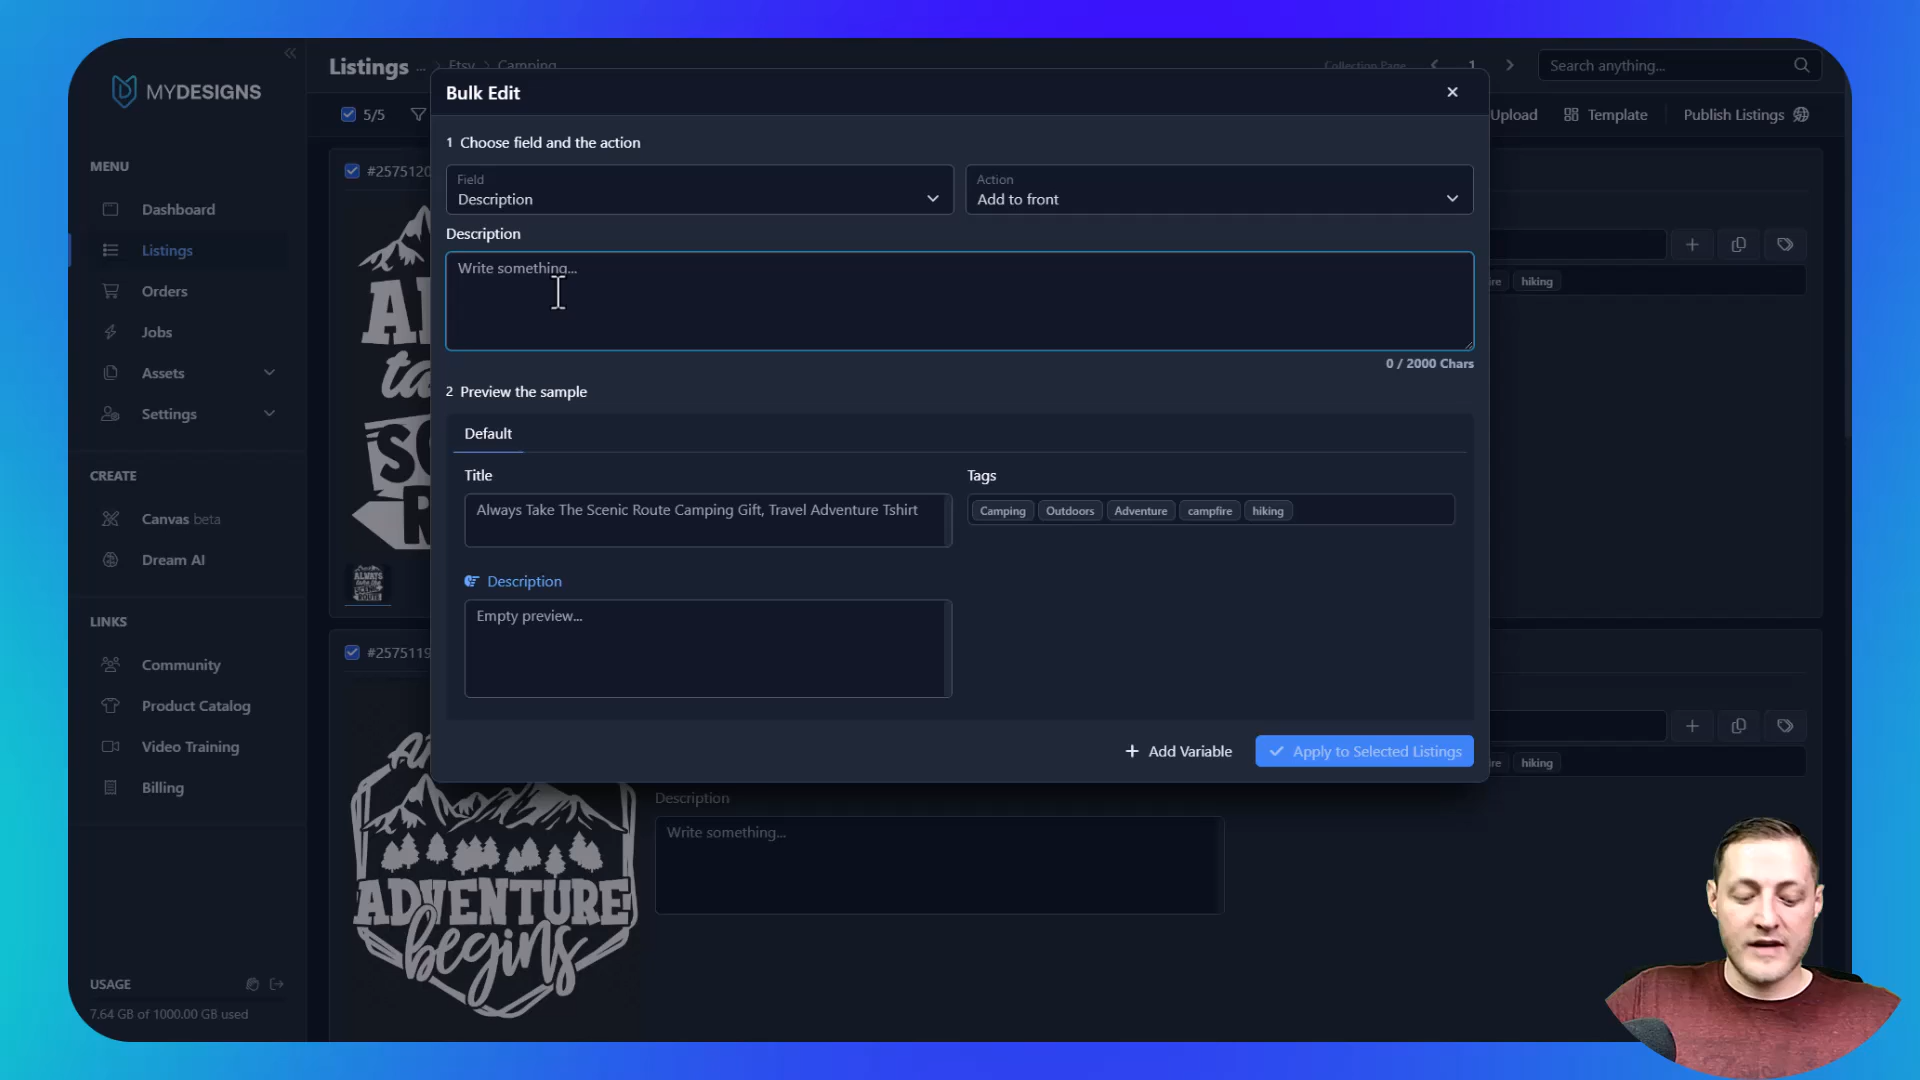 MYDESIGNS
MENU
Dashboard
Listings
Orders
Jobs
Assets
Settings
CREATE
Canvas beta
Dream AI
LINKS
Community
Product Catalog
Video Training
Billing
USAGE
7.64 GB of 1000.00 GB used
Listings ... > Etsy > Camping
Collection Page < 1 >
Search anything...
5/5
Upload
Template
Publish Listings
#2575120
hiking
ALWAYS
take the
SCENIC
ROUTE
#2575119
hiking
ADVENTURE
begins
Description
Write something...
Bulk Edit
1 Choose field and the action
Field
Description
Action
Add to front
Description
Write something...
0 / 2000 Chars
2 Preview the sample
Default
Title
Always Take The Scenic Route Camping Gift, Travel Adventure Tshirt
Tags
Camping Outdoors Adventure campfire hiking
Description
Empty preview...
+ Add Variable
Apply to Selected Listings